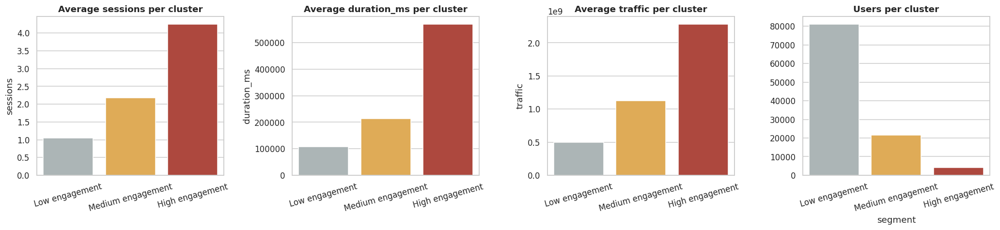 Average sessions per cluster
sessions
4.0
3.5
3.0
2.5
2.0
1.5
1.0
0.5
0.0
Low engagement
Medium engagement
High engagement
Average duration_ms per cluster
duration_ms
500000
400000
300000
200000
100000
0
Low engagement
Medium engagement
High engagement
Average traffic per cluster
1e9
traffic
2.0
1.5
1.0
0.5
0.0
Low engagement
Medium engagement
High engagement
Users per cluster
80000
70000
60000
50000
40000
30000
20000
10000
0
Low engagement
Medium engagement
High engagement
segment